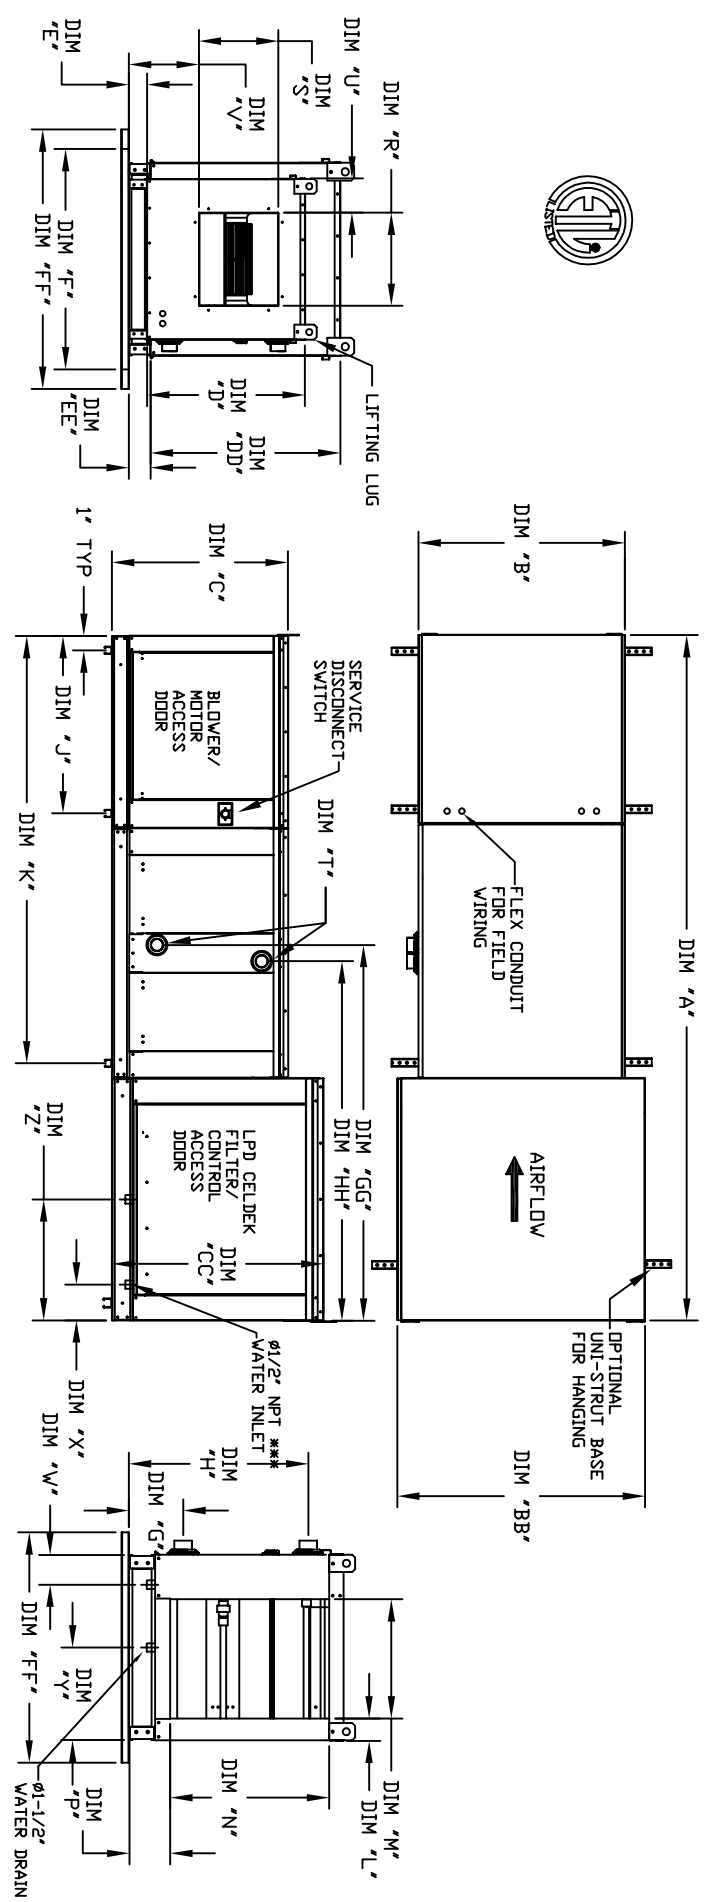 LISTED
DIM
"E"
DIM
"V"
DIM
"S"
DIM "U"
DIM "R"
DIM "F"
DIM "FF"
DIM
"EE"
DIM
"D"
DIM
"DD"
LIFTING LUG
DIM "B"
DIM "A"
FLEX CONDUIT
FOR FIELD
WIRING
AIRFLOW
OPTIONAL
UNI-STRUT BASE
FOR HANGING
DIM "BB"
DIM "C"
1" TYP
DIM "J"
DIM "K"
BLOWER/
MOTOR
ACCESS
DOOR
SERVICE
DISCONNECT
SWITCH
DIM "T"
DIM "GG"
DIM "HH"
LPD CELDEK
FILTER/
CONTROL
ACCESS
DOOR
DIM
"CC"
DIM
"Z"
DIM "X"
ø1/2" NPT ***
WATER INLET
DIM
"H"
DIM "G"
DIM "W"
DIM "FF"
DIM
"Y"
DIM
"P"
DIM "N"
DIM "M"
DIM "L"
ø1-1/2"
WATER DRAIN